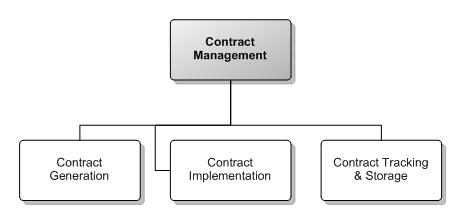 Contract
Management
Contract
Generation
Contract
Implementation
Contract Tracking
& Storage